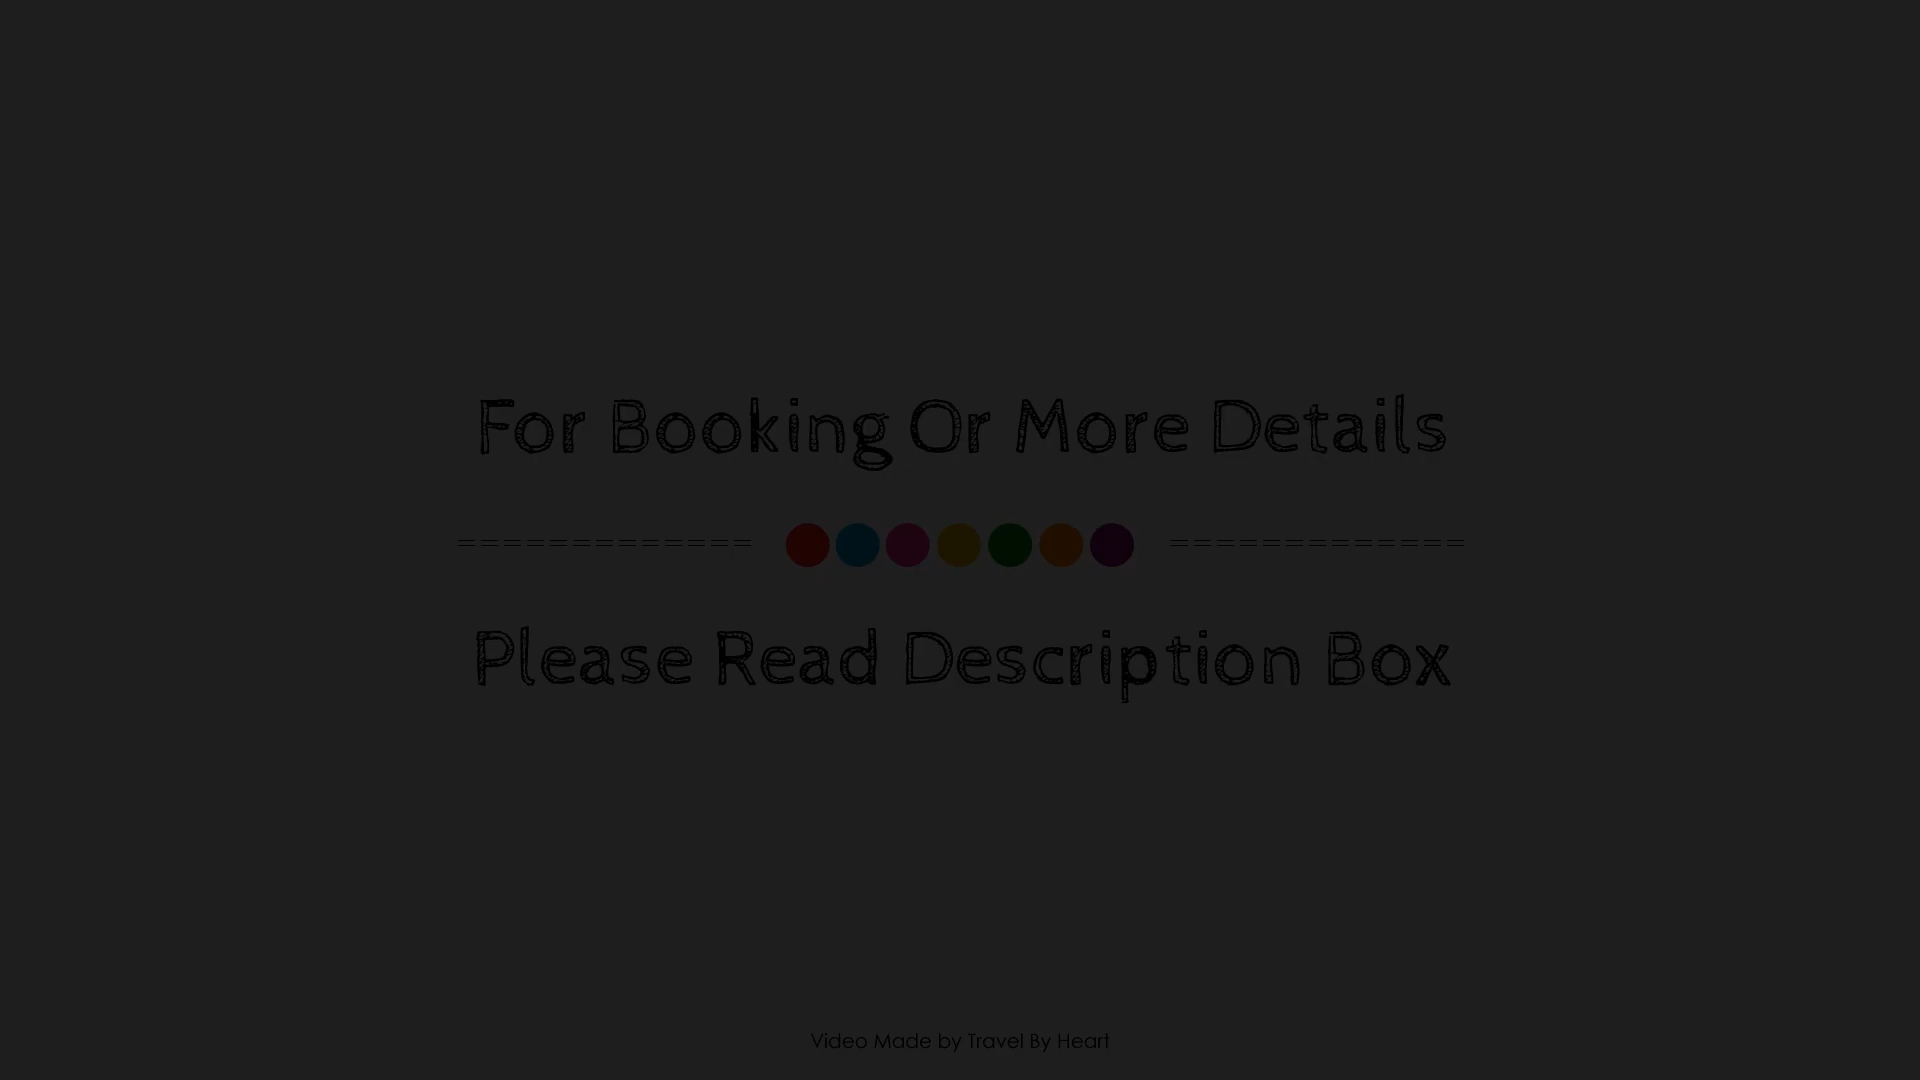 For Booking Or More Details
============= =============
Please Read Description Box
Video Made by Travel By Heart